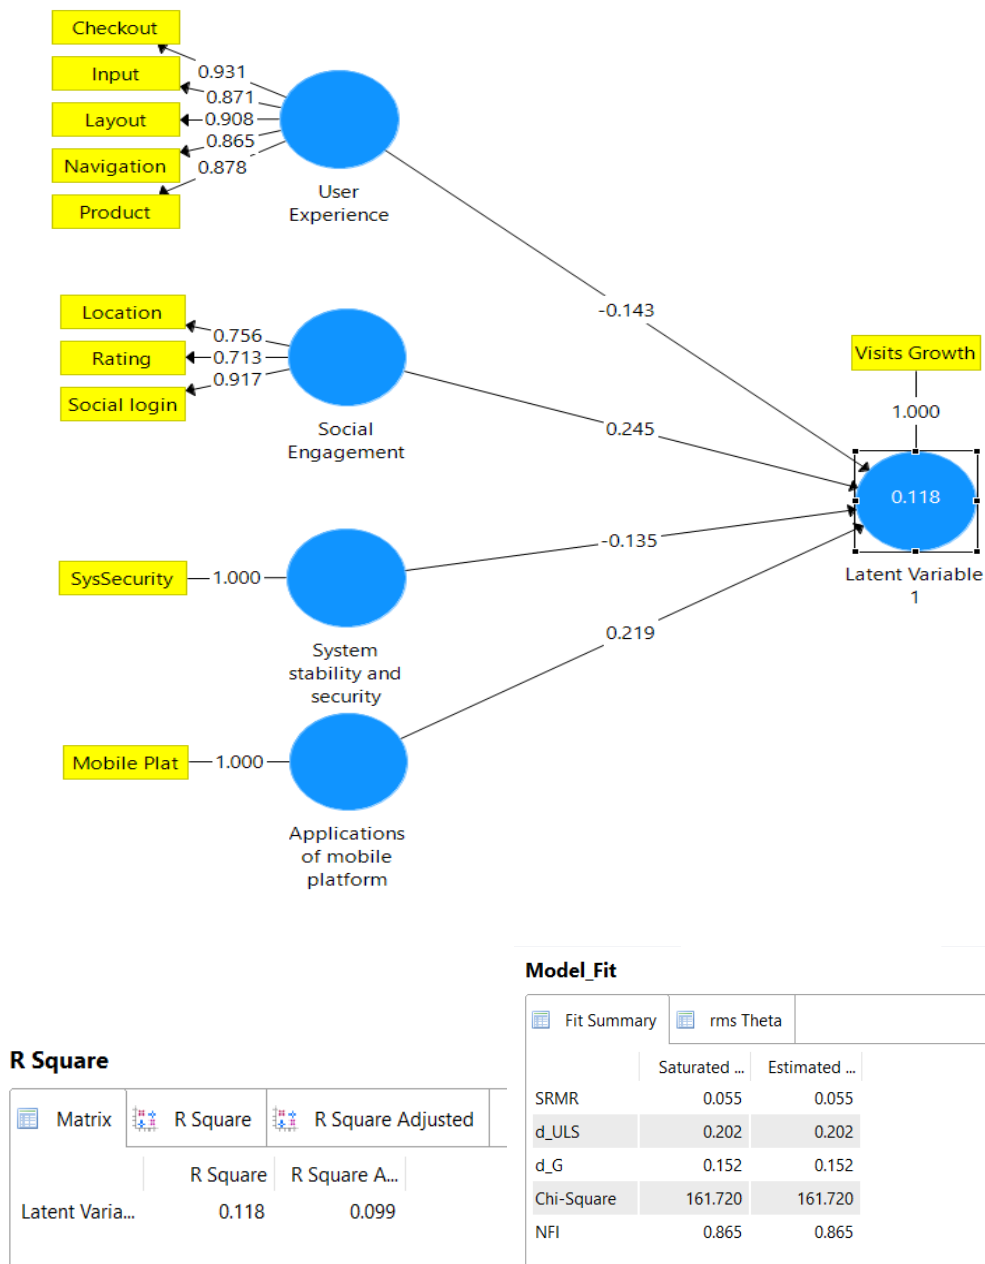 Checkout
Input
Layout
Navigation
Product
0.931
0.871
0.908
0.865
0.878
User
Experience
-0.143
Location
Rating
Social login
0.756
0.713
0.917
Social
Engagement
0.245
Visits Growth
1.000
0.118
Latent Variable
1
SysSecurity
1.000
-0.135
System
stability and
security
0.219
Mobile Plat
1.000
Applications
of mobile
platform
R Square
Matrix R Square R Square Adjusted
R Square R Square A...
Latent Varia... 0.118 0.099
Model_Fit
Fit Summary rms Theta
Saturated ... Estimated ...
SRMR 0.055 0.055
d_ULS 0.202 0.202
d_G 0.152 0.152
Chi-Square 161.720 161.720
NFI 0.865 0.865